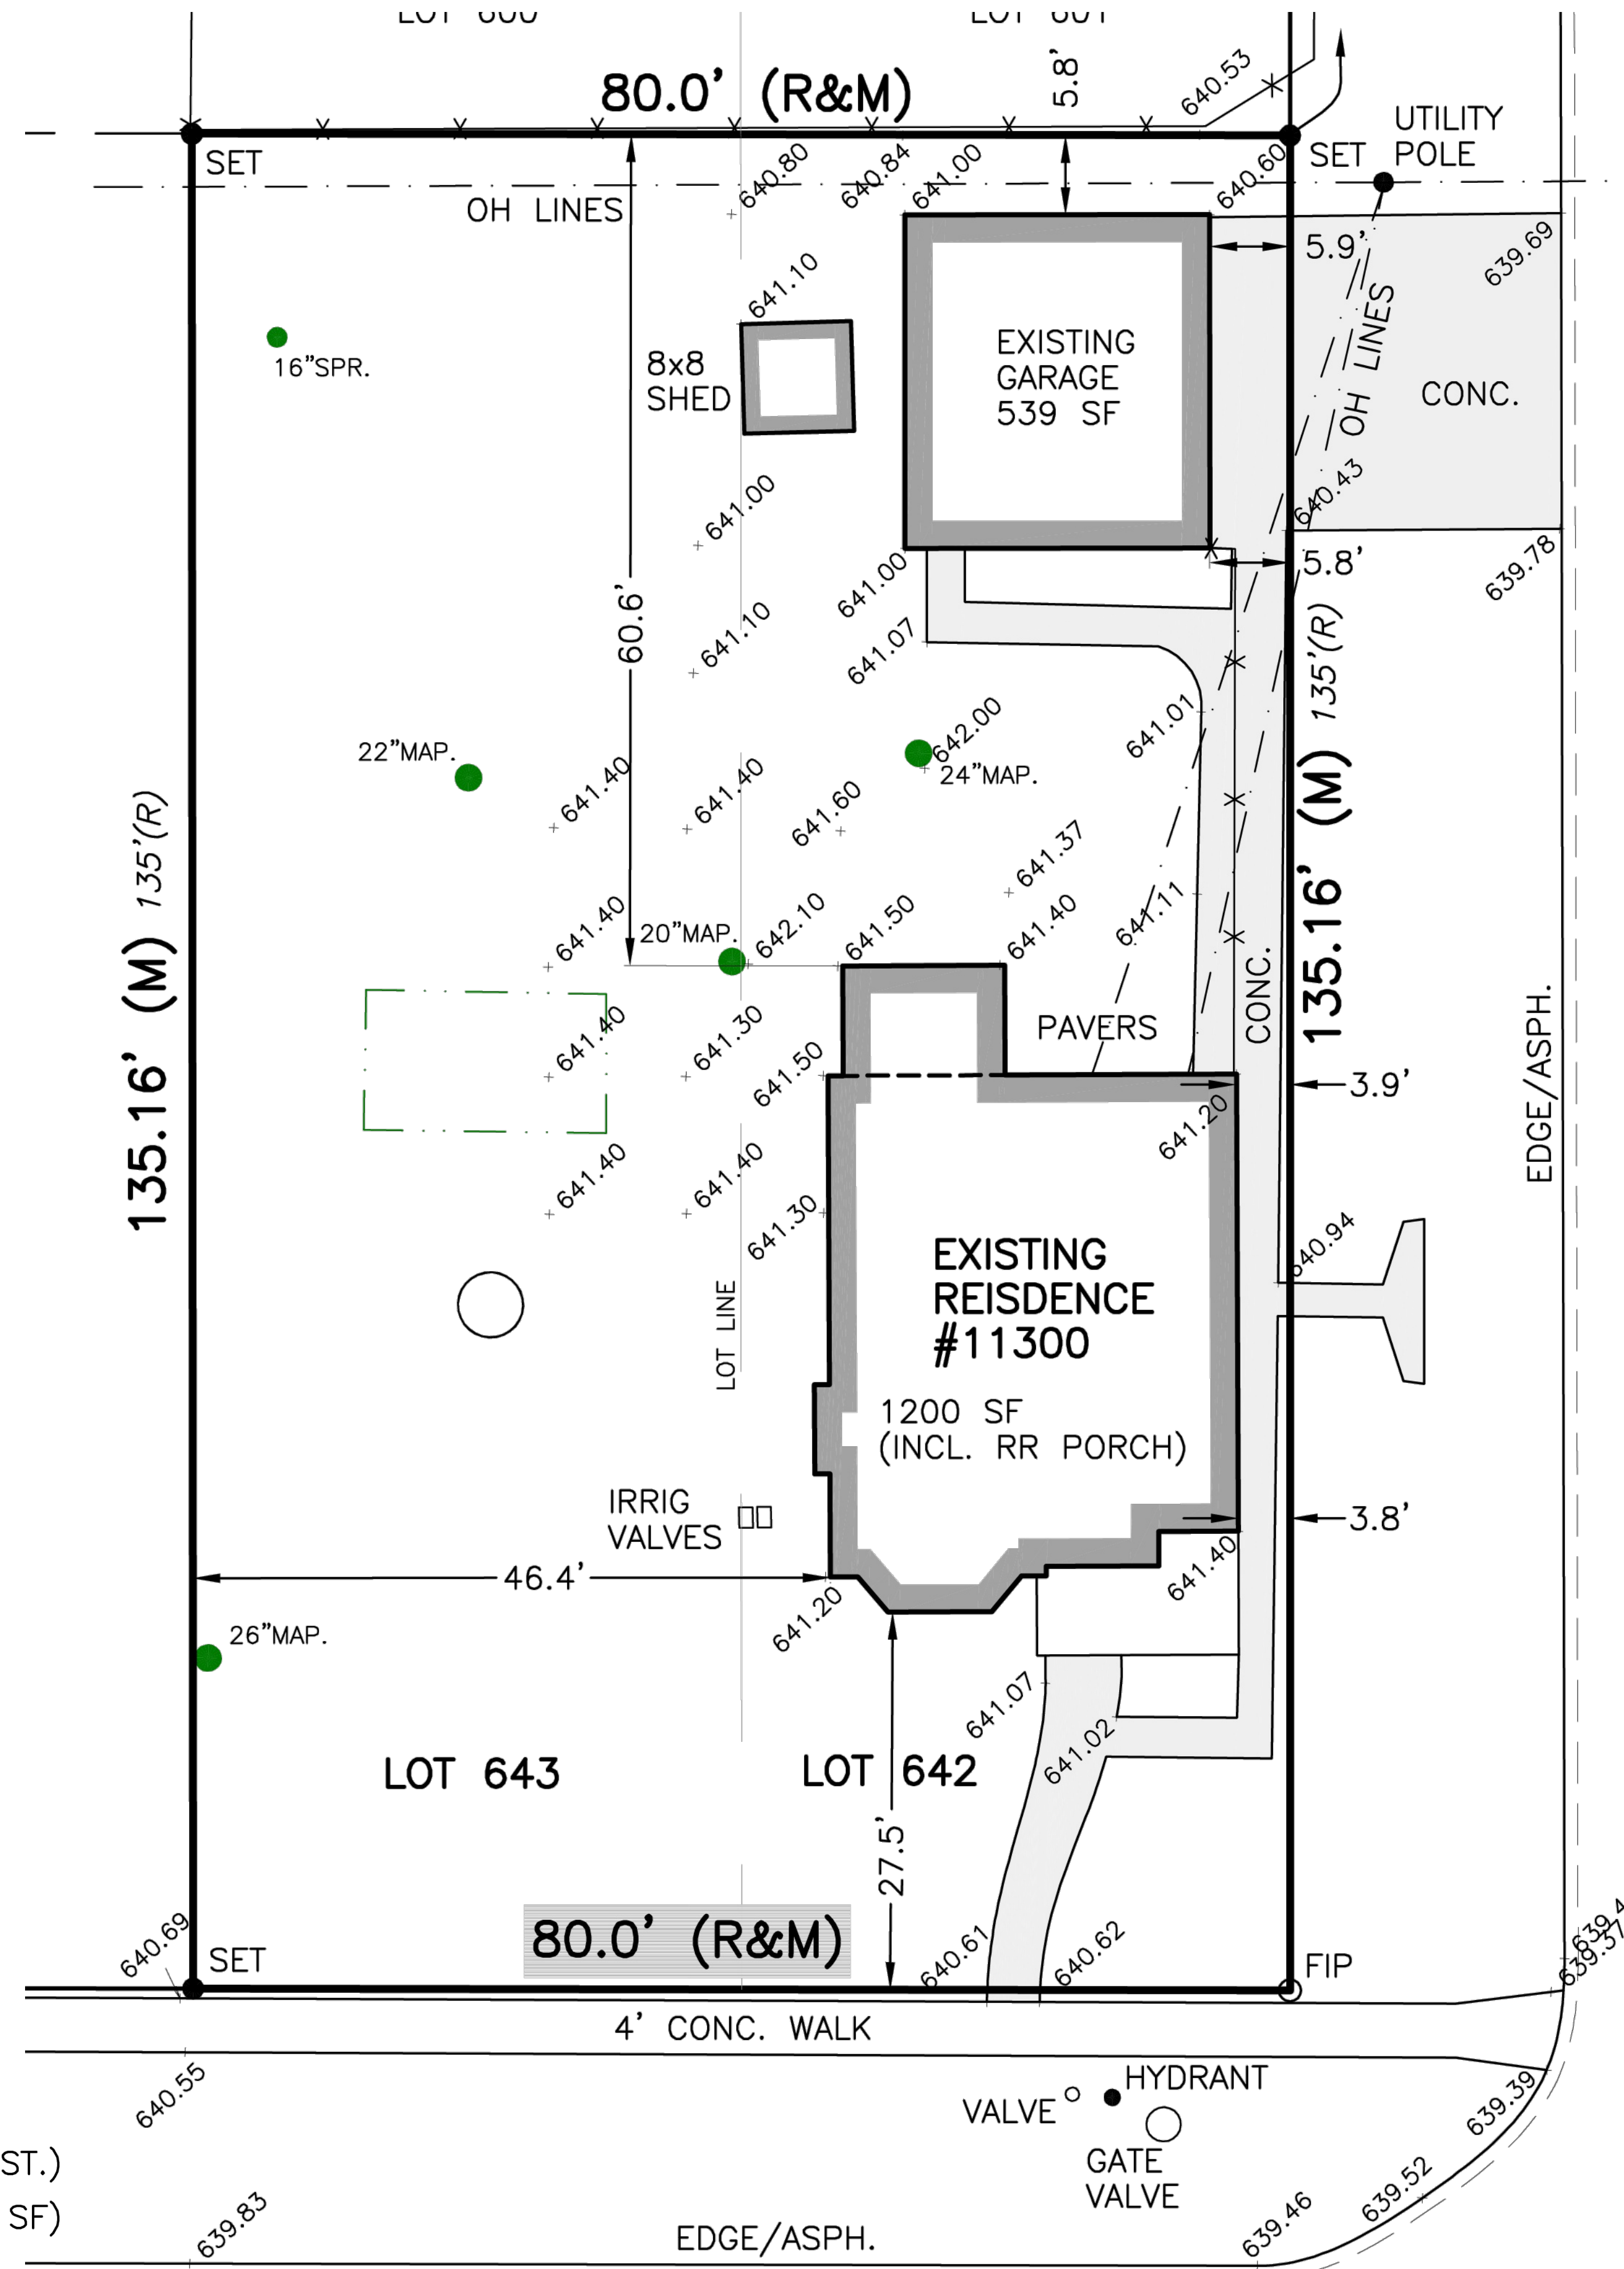 80.0' (R&M)
5.8'
640.53
UTILITY
POLE
SET
SET
OH LINES
640.80
640.84
641.00
640.60
5.9'
639.69
641.10
16"SPR.
8x8
SHED
EXISTING
GARAGE
539 SF
OH LINES
CONC.
641.00
640.43
641.00
5.8'
639.78
60.6'
641.10
641.07
135'(R)
641.01
642.00
22"MAP.
24"MAP.
641.40
641.40
641.60
135'(R)
135.16' (M)
641.37
641.11
641.40
20"MAP.
642.10
641.50
641.40
135.16' (M)
CONC.
PAVERS
641.40
641.30
641.50
3.9'
EDGE/ASPH.
641.20
641.40
641.40
641.30
640.94
LOT LINE
EXISTING
REISDENCE
#11300
1200 SF
(INCL. RR PORCH)
IRRIG
VALVES
3.8'
46.4'
641.20
641.40
26"MAP.
641.07
641.02
LOT 643
LOT 642
27.5'
80.0' (R&M)
640.69
SET
640.61
640.62
FIP
639.37
4' CONC. WALK
640.55
VALVE
HYDRANT
639.39
GATE
VALVE
ST.)
SF)
639.83
EDGE/ASPH.
639.46
639.52